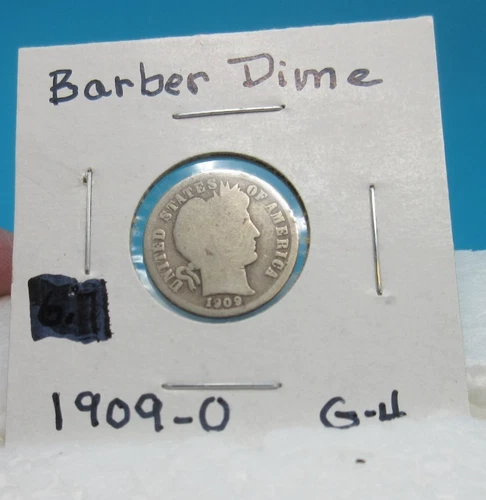 Barber Dime
UNITED STATES OF AMERICA
1909
1909-O G-4